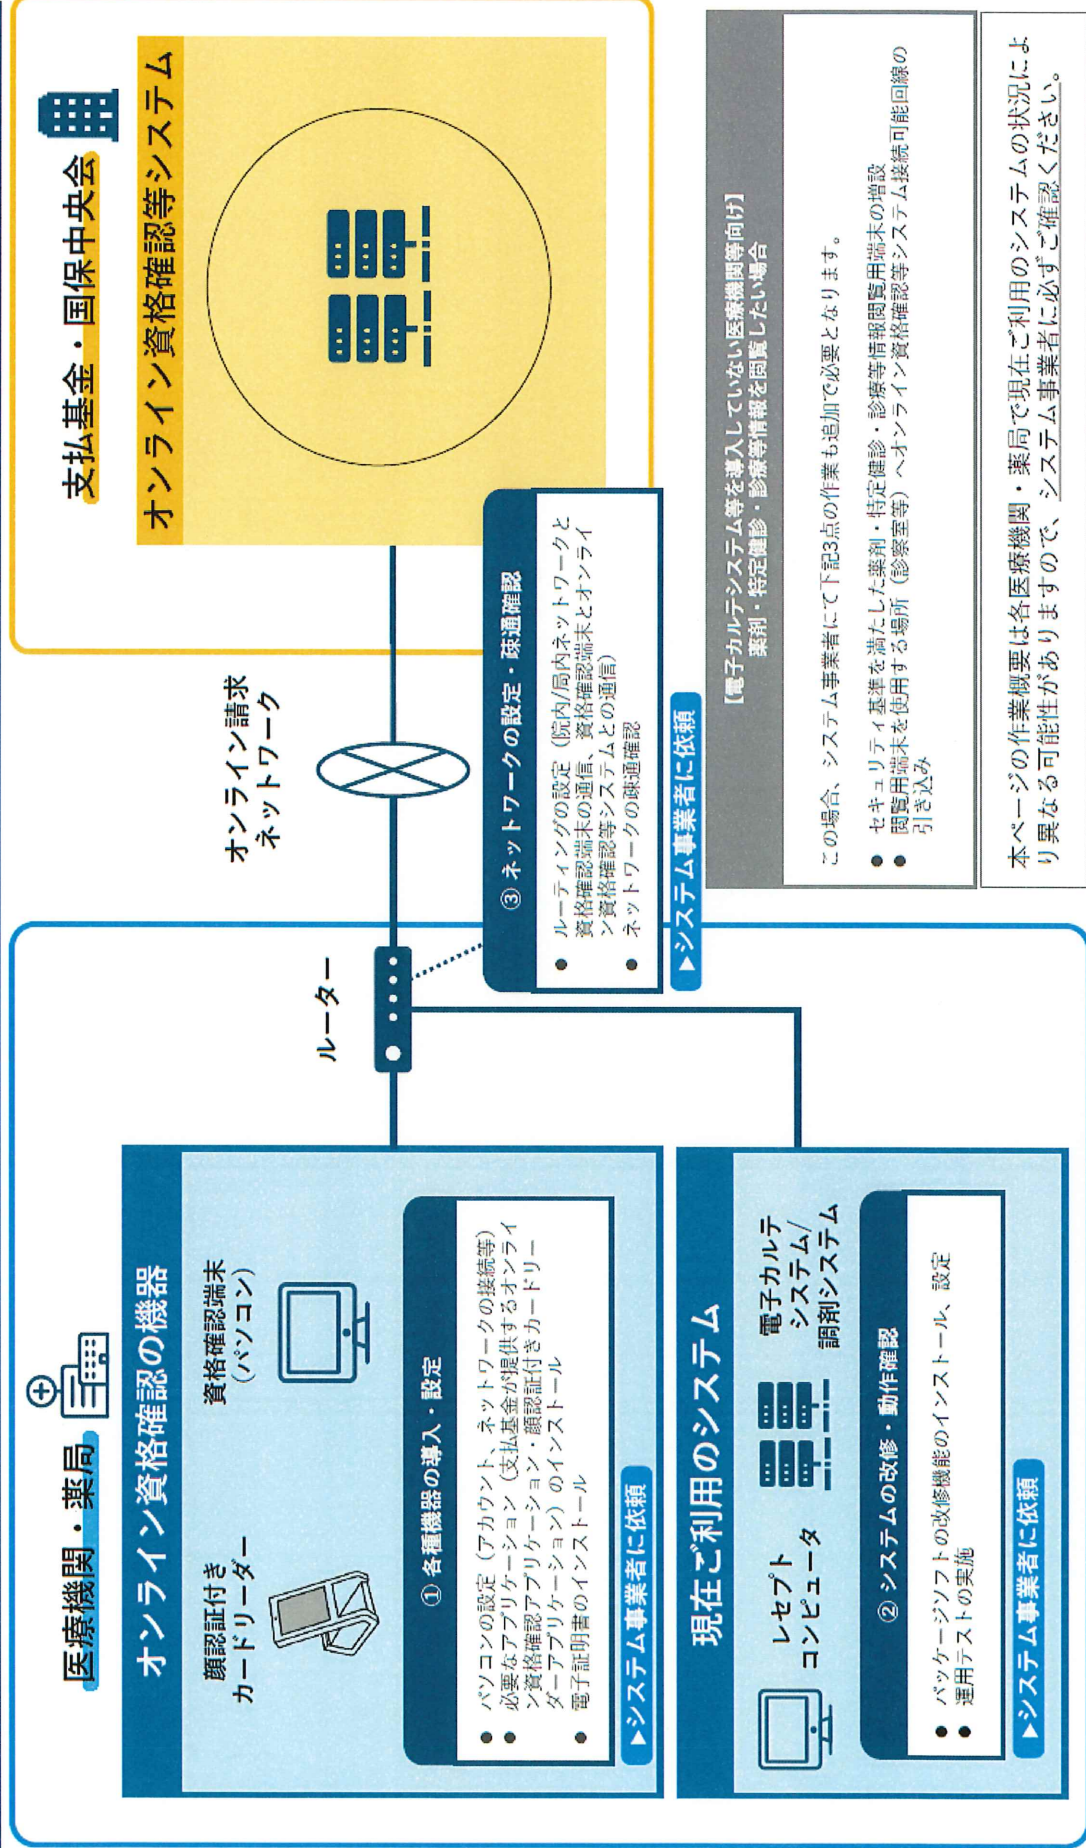 医療機関・薬局
オンライン資格確認の機器
顔認証付き
カードリーダー
資格確認端末
（パソコン）
① 各種機器の導入・設定
● パソコンの設定（アカウント、ネットワークの接続等）
● 必要なアプリケーション（支払基金が提供するオンライ
ン資格確認アプリケーション・顔認証付きカードリー
ダーアプリケーション）のインストール
● 電子証明書のインストール
▶システム事業者に依頼
現在ご利用のシステム
レセプト
コンピュータ
電子カルテ
システム/
調剤システム
② システムの改修・動作確認
● パッケージソフトの改修機能のインストール、設定
● 運用テストの実施
▶システム事業者に依頼
ルーター
オンライン請求
ネットワーク
③ ネットワークの設定・疎通確認
● ルーティングの設定（院内/局内ネットワークと
資格確認端末の通信、資格確認端末とオンライ
ン資格確認等システムとの通信）
● ネットワークの疎通確認
▶システム事業者に依頼
支払基金・国保中央会
オンライン資格確認等システム
【電子カルテシステム等を導入していない医療機関等向け】
薬剤・特定健診・診療等情報を閲覧したい場合
この場合、システム事業者にて下記3点の作業も追加で必要となります。
● セキュリティ基準を満たした薬剤・特定健診・診療等情報閲覧用端末の増設
● 閲覧用端末を使用する場所（診察室等）へオンライン資格確認等システム接続可能回線の
引き込み
本ページの作業概要は各医療機関・薬局で現在ご利用のシステムの状況によ
り異なる可能性がありますので、システム事業者に必ずご確認ください。